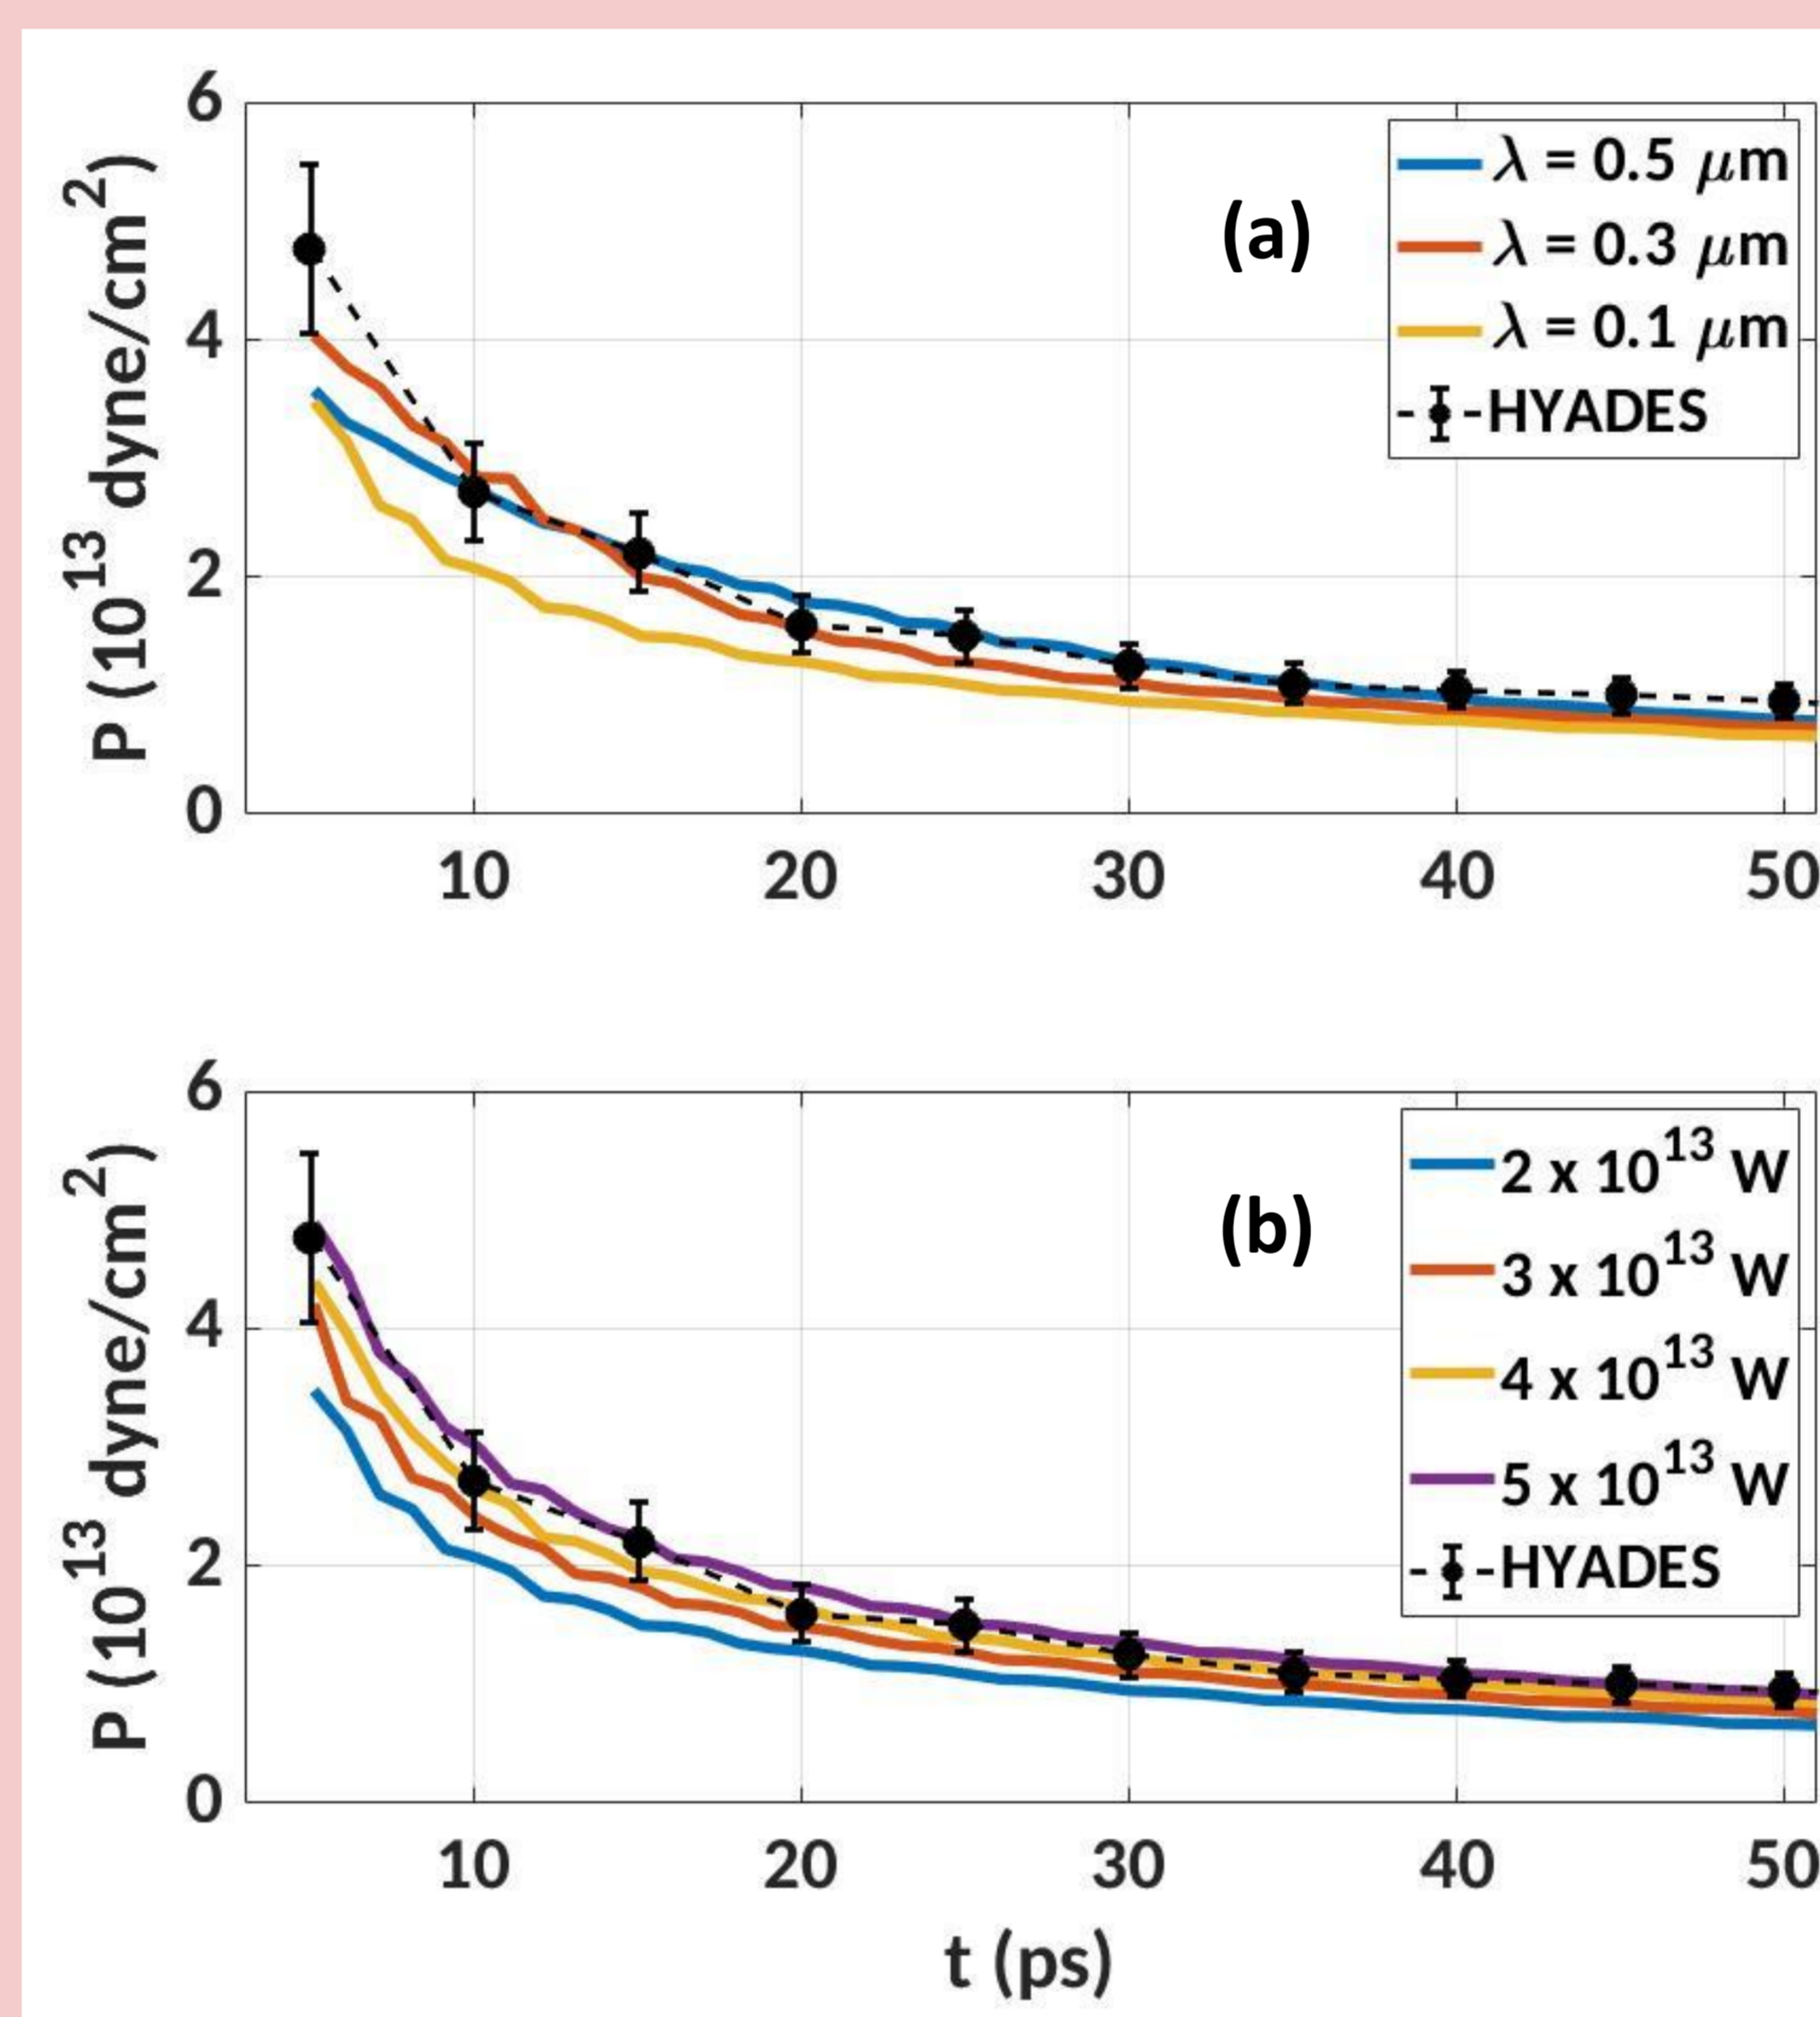 P (10^13 dyne/cm^2)
6
4
2
0
(a)
λ = 0.5 μm
λ = 0.3 μm
λ = 0.1 μm
HYADES
10 20 30 40 50
P (10^13 dyne/cm^2)
6
4
2
0
(b)
2 x 10^13 W
3 x 10^13 W
4 x 10^13 W
5 x 10^13 W
HYADES
10 20 30 40 50
t (ps)